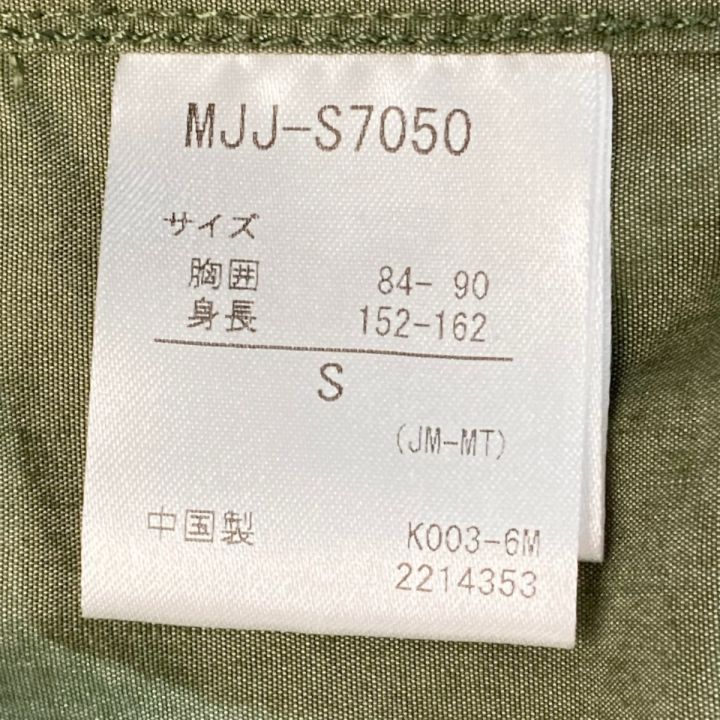 MJJ-S7050
サイズ
胸囲 84- 90
身長 152-162
S
(JM-MT)
中国製 K003-6M
2214353